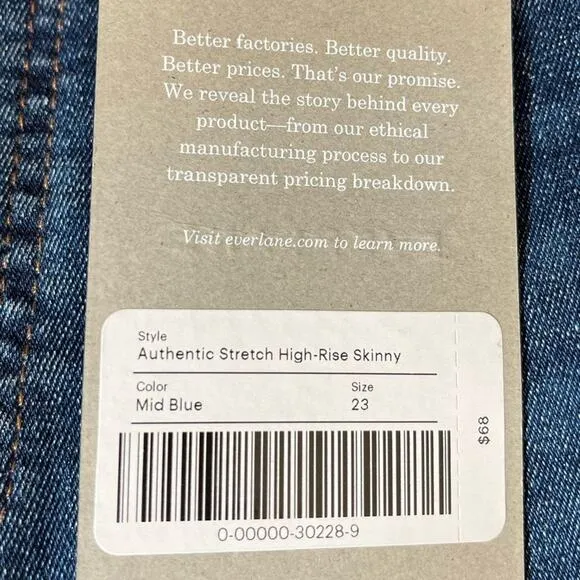 Better factories. Better quality.
Better prices. That's our promise.
We reveal the story behind every
product—from our ethical
manufacturing process to our
transparent pricing breakdown.
Visit everlane.com to learn more.
Style
Authentic Stretch High-Rise Skinny
Color Size
Mid Blue 23
$68
0-00000-30228-9